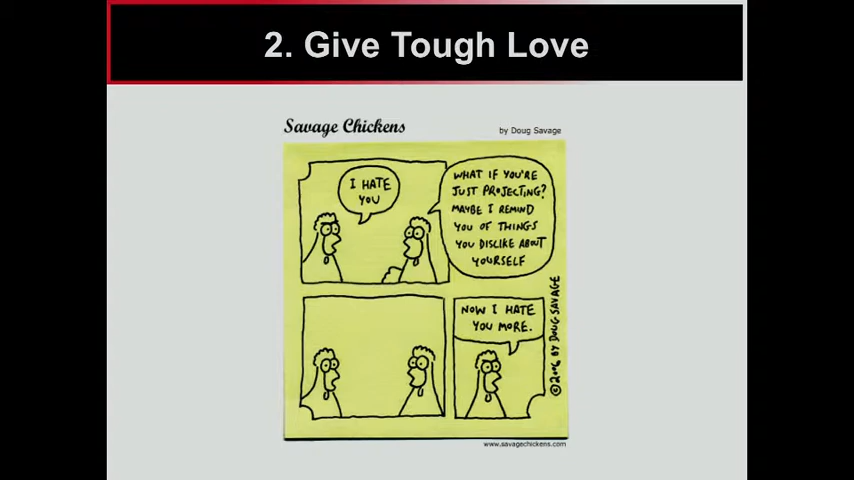 2. Give Tough Love
Savage Chickens
by Doug Savage
I HATE
YOU
WHAT IF YOU'RE
JUST PROJECTING?
MAYBE I REMIND
YOU OF THINGS
YOU DISLIKE ABOUT
YOURSELF
NOW I HATE
YOU MORE.
©2006 BY DOUG SAVAGE
www.savagechickens.com